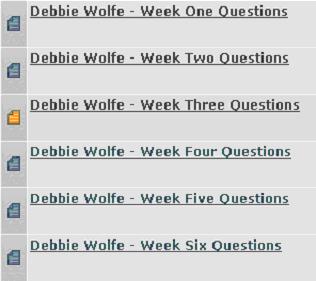 Debbie Wolfe - Week One Questions
Debbie Wolfe - Week Two Questions
Debbie Wolfe - Week Three Questions
Debbie Wolfe - Week Four Questions
Debbie Wolfe - Week Five Questions
Debbie Wolfe - Week Six Questions